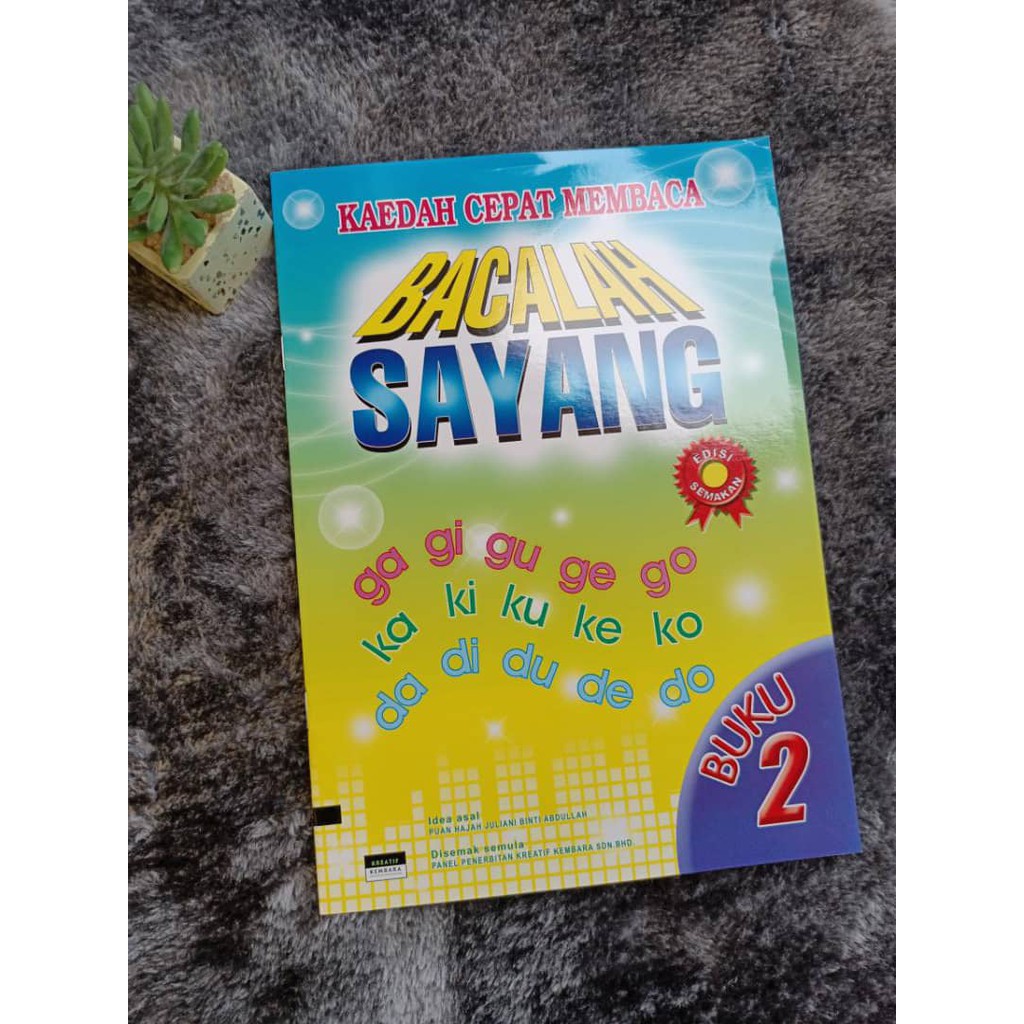 KAEDAH CEPAT MEMBACA
BACALAH
SAYANG
EDISI
SEMAKAN
ga gi gu ge go
ka ki ku ke ko
da di du de do
BUKU
2
Idea asal
PUAN HAJAH JULIANI BINTI ABDULLAH
Disemak semula
PANEL PENERBITAN KREATIF KEMBARA SDN.BHD.
KREATIF
KEMBARA